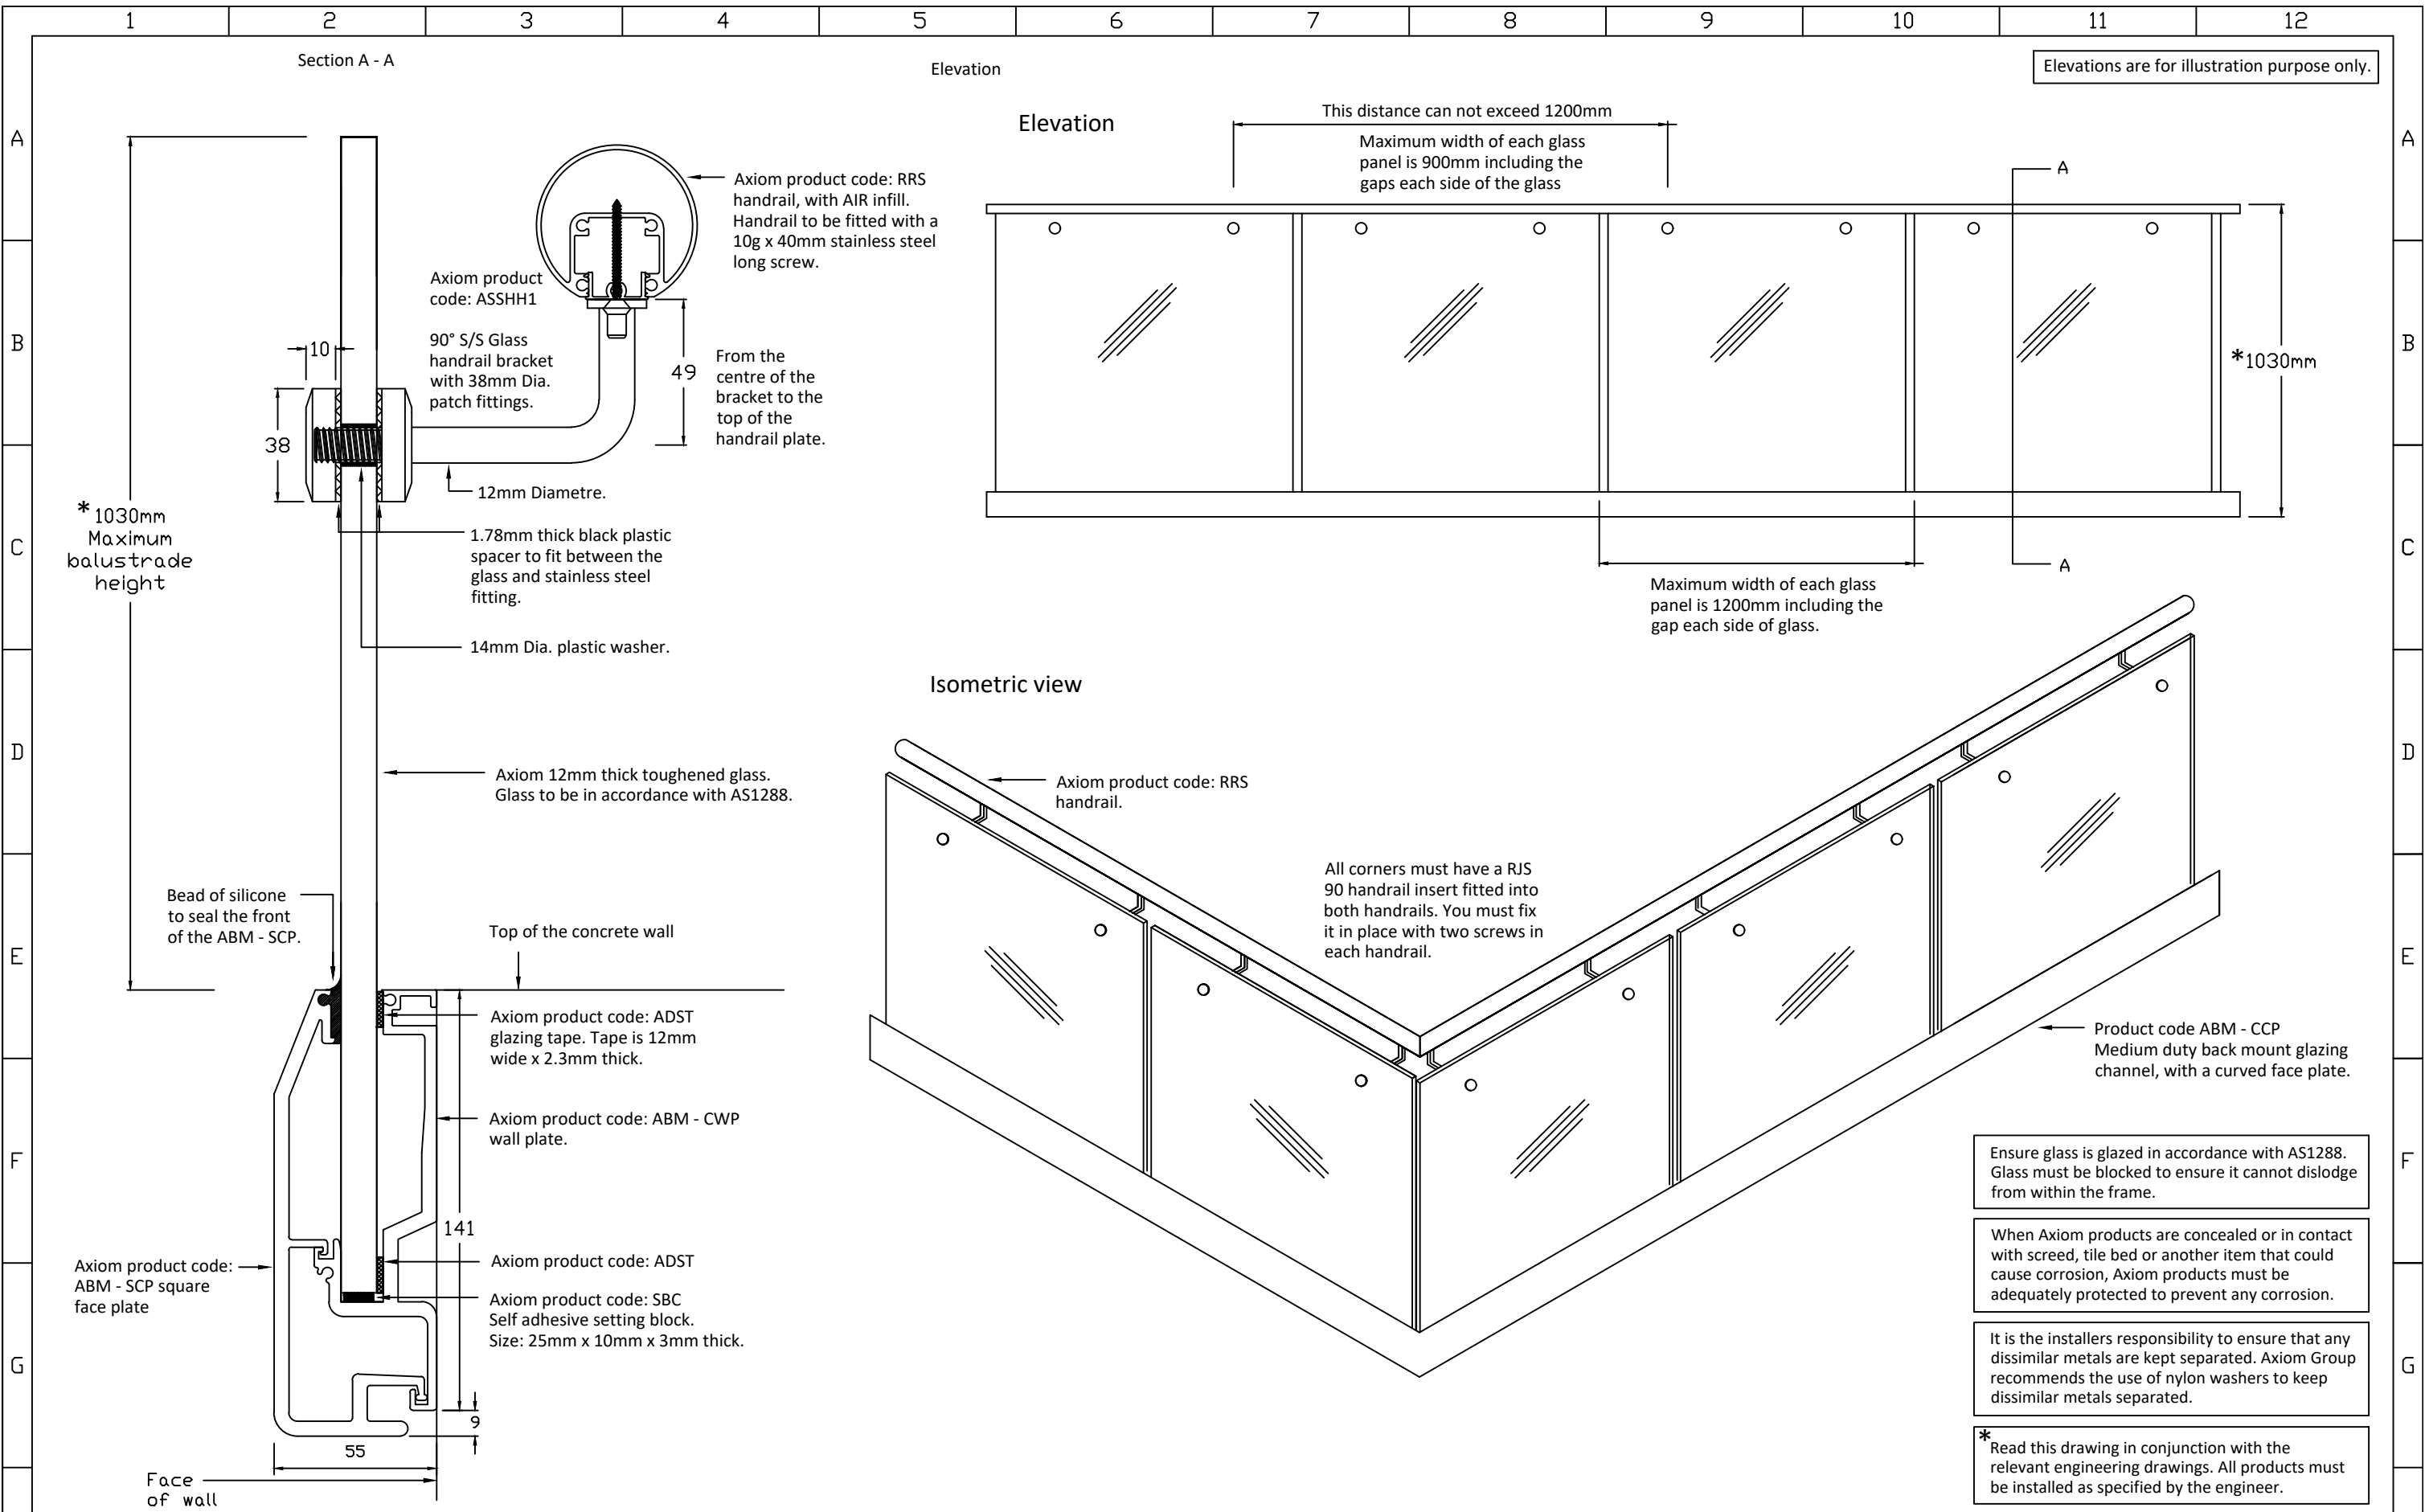 1 2 3 4 5 6 7 8 9 10 11 12
Section A - A
Elevation
Elevations are for illustration purpose only.
A
B
C
D
E
F
G
A
B
C
D
E
F
G
Axiom product code: RRS
handrail, with AIR infill.
Handrail to be fitted with a
10g x 40mm stainless steel
long screw.
Axiom product
code: ASSHH1
90° S/S Glass
handrail bracket
with 38mm Dia.
patch fittings.
10
38
49
From the
centre of the
bracket to the
top of the
handrail plate.
12mm Diametre.
*1030mm
Maximum
balustrade
height
1.78mm thick black plastic
spacer to fit between the
glass and stainless steel
fitting.
14mm Dia. plastic washer.
Axiom 12mm thick toughened glass.
Glass to be in accordance with AS1288.
Bead of silicone
to seal the front
of the ABM - SCP.
Top of the concrete wall
Axiom product code: ADST
glazing tape. Tape is 12mm
wide x 2.3mm thick.
Axiom product code: ABM - CWP
wall plate.
141
Axiom product code:
ABM - SCP square
face plate
Axiom product code: ADST
Axiom product code: SBC
Self adhesive setting block.
Size: 25mm x 10mm x 3mm thick.
9
55
Face
of wall
Elevation
This distance can not exceed 1200mm
Maximum width of each glass
panel is 900mm including the
gaps each side of the glass
A
*1030mm
A
Maximum width of each glass
panel is 1200mm including the
gap each side of glass.
Isometric view
Axiom product code: RRS
handrail.
All corners must have a RJS
90 handrail insert fitted into
both handrails. You must fix
it in place with two screws in
each handrail.
Product code ABM - CCP
Medium duty back mount glazing
channel, with a curved face plate.
Ensure glass is glazed in accordance with AS1288.
Glass must be blocked to ensure it cannot dislodge
from within the frame.
When Axiom products are concealed or in contact
with screed, tile bed or another item that could
cause corrosion, Axiom products must be
adequately protected to prevent any corrosion.
It is the installers responsibility to ensure that any
dissimilar metals are kept separated. Axiom Group
recommends the use of nylon washers to keep
dissimilar metals separated.
*Read this drawing in conjunction with the
relevant engineering drawings. All products must
be installed as specified by the engineer.